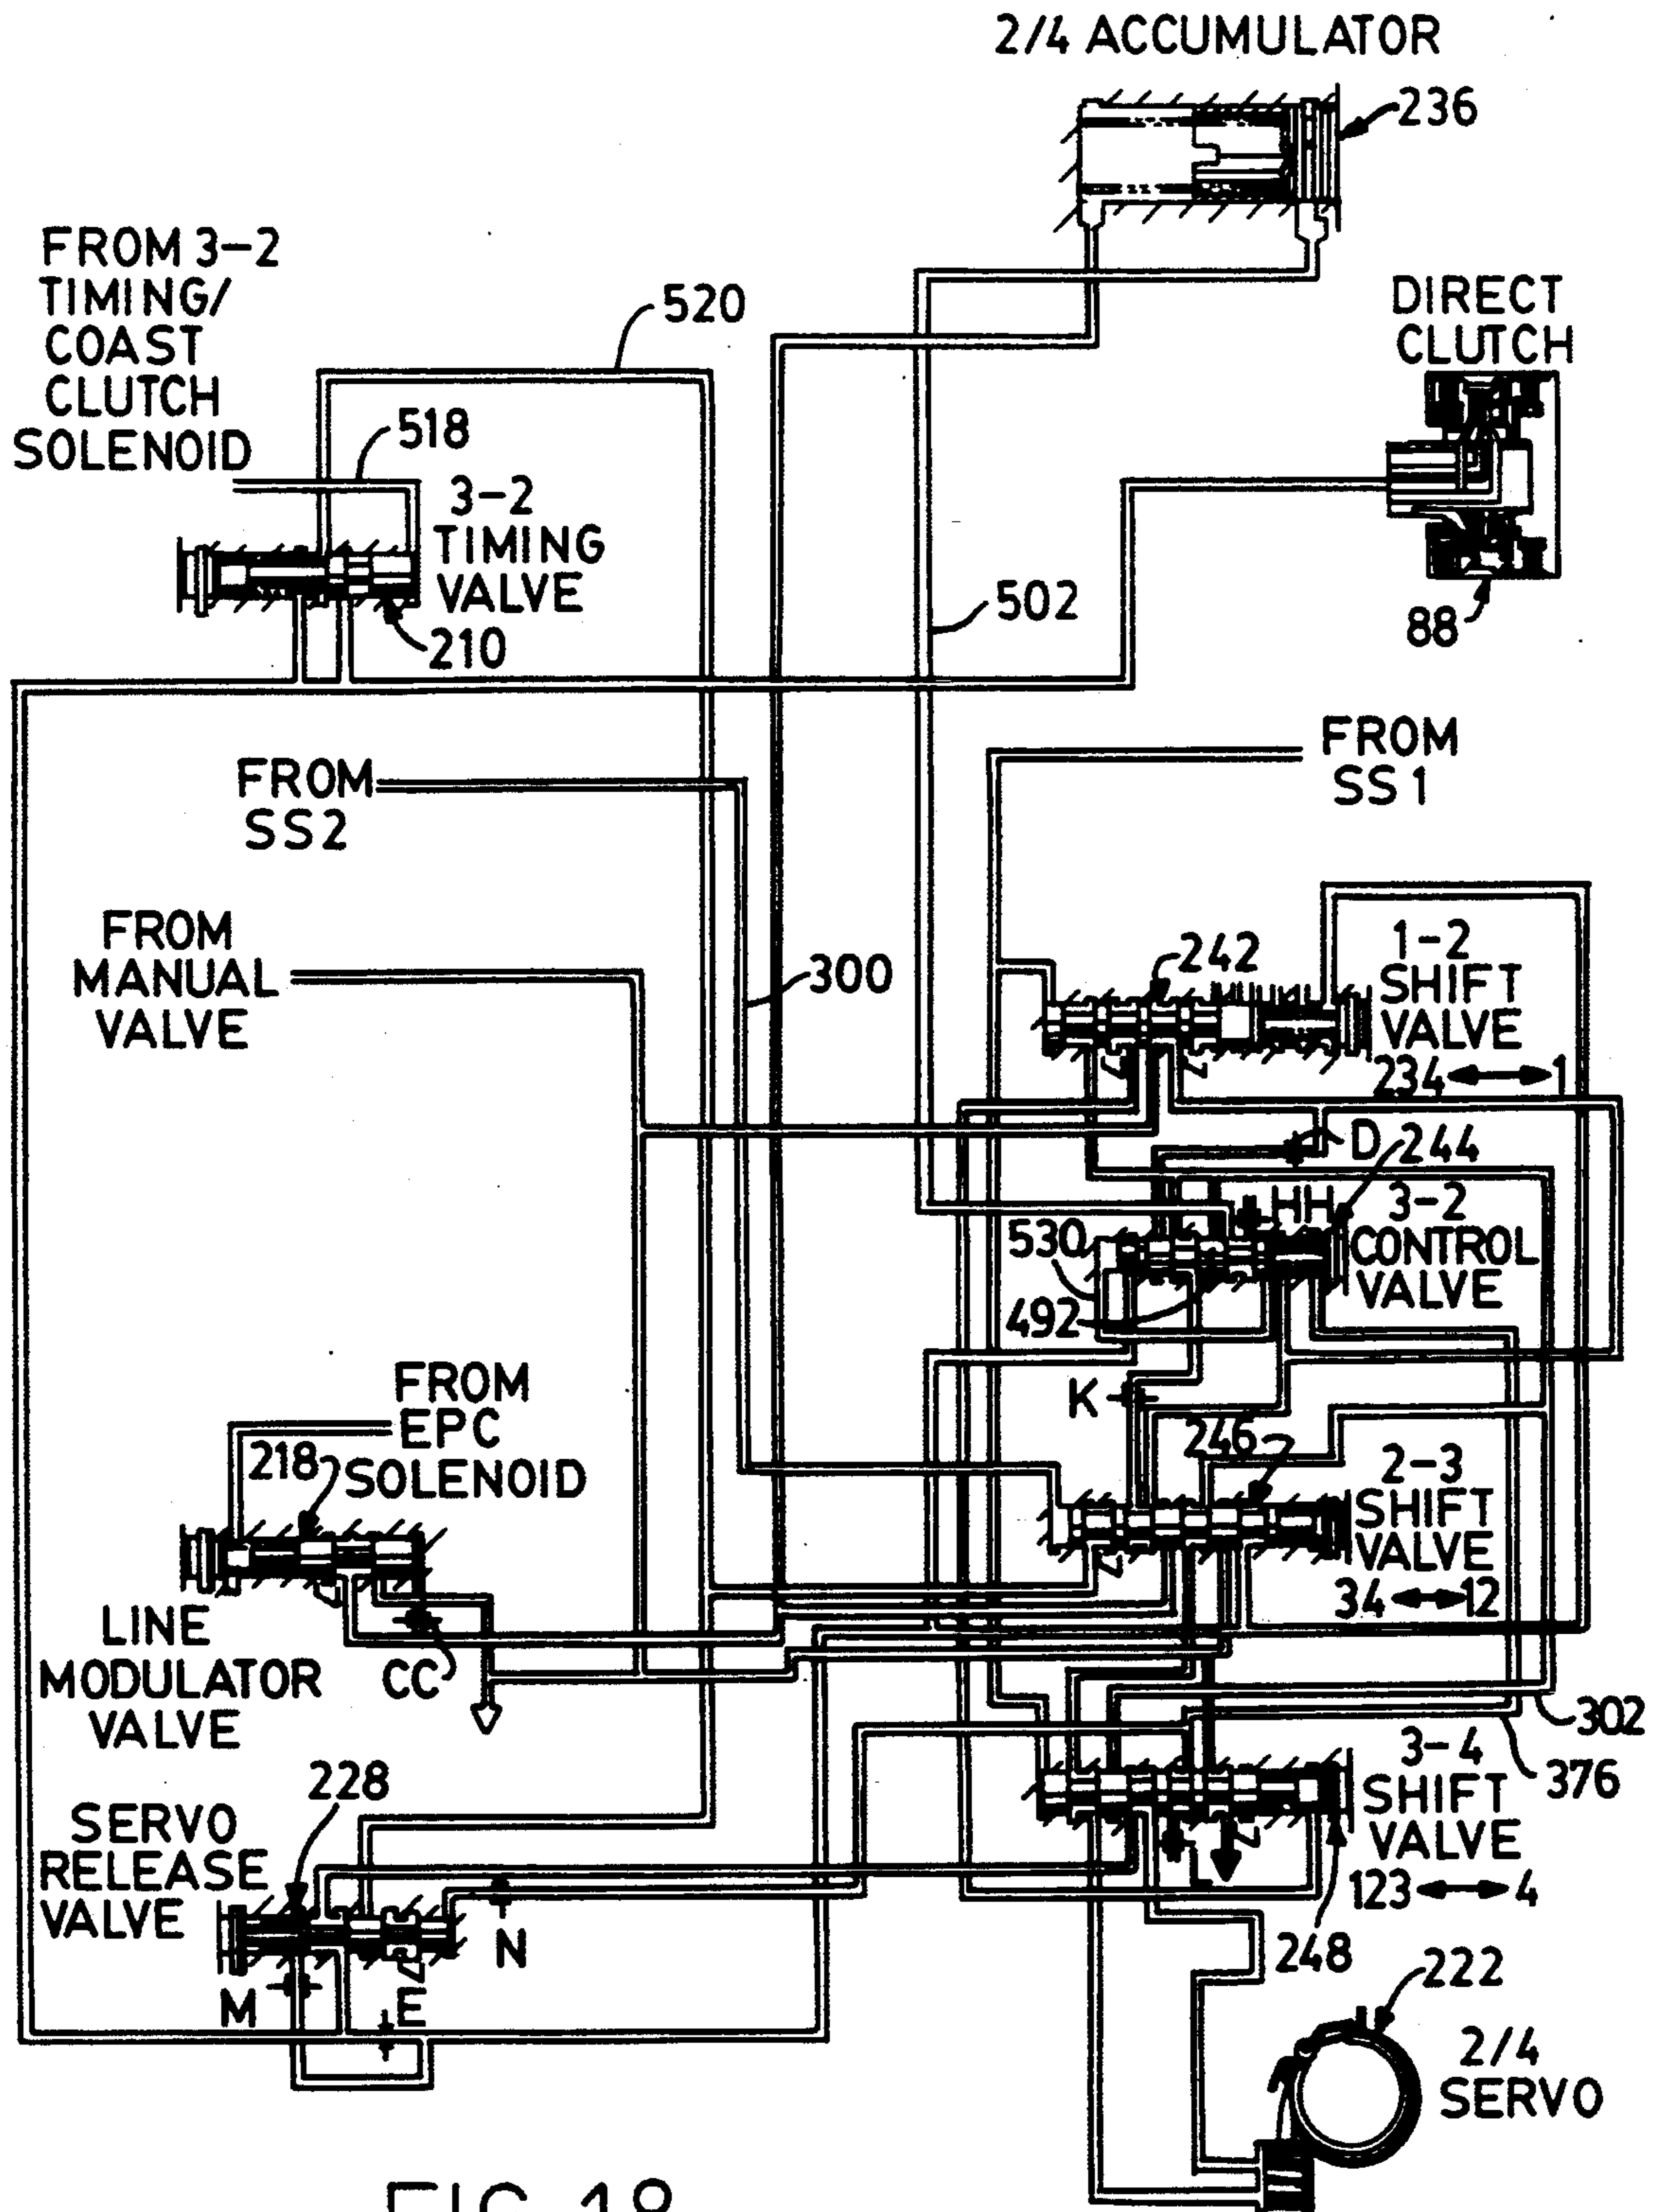 2/4 ACCUMULATOR
236
FROM 3-2
TIMING/
COAST
CLUTCH
SOLENOID
520
518
DIRECT
CLUTCH
3-2
TIMING
VALVE
210
502
88
FROM
SS2
FROM
SS1
FROM
MANUAL
VALVE
300
242
1-2
SHIFT
VALVE
234
1
D
244
HH
3-2
CONTROL
VALVE
530
492
K
FROM
EPC
SOLENOID
218
246
2-3
SHIFT
VALVE
34
12
LINE
MODULATOR
VALVE
CC
302
376
3-4
SHIFT
VALVE
123
4
L
248
228
SERVO
RELEASE
VALVE
N
M
E
222
2/4
SERVO
FIG. 18